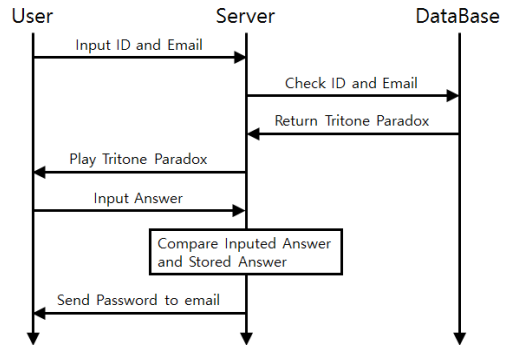 User Server DataBase
Input ID and Email
Check ID and Email
Return Tritone Paradox
Play Tritone Paradox
Input Answer
Compare Inputed Answer
and Stored Answer
Send Password to email